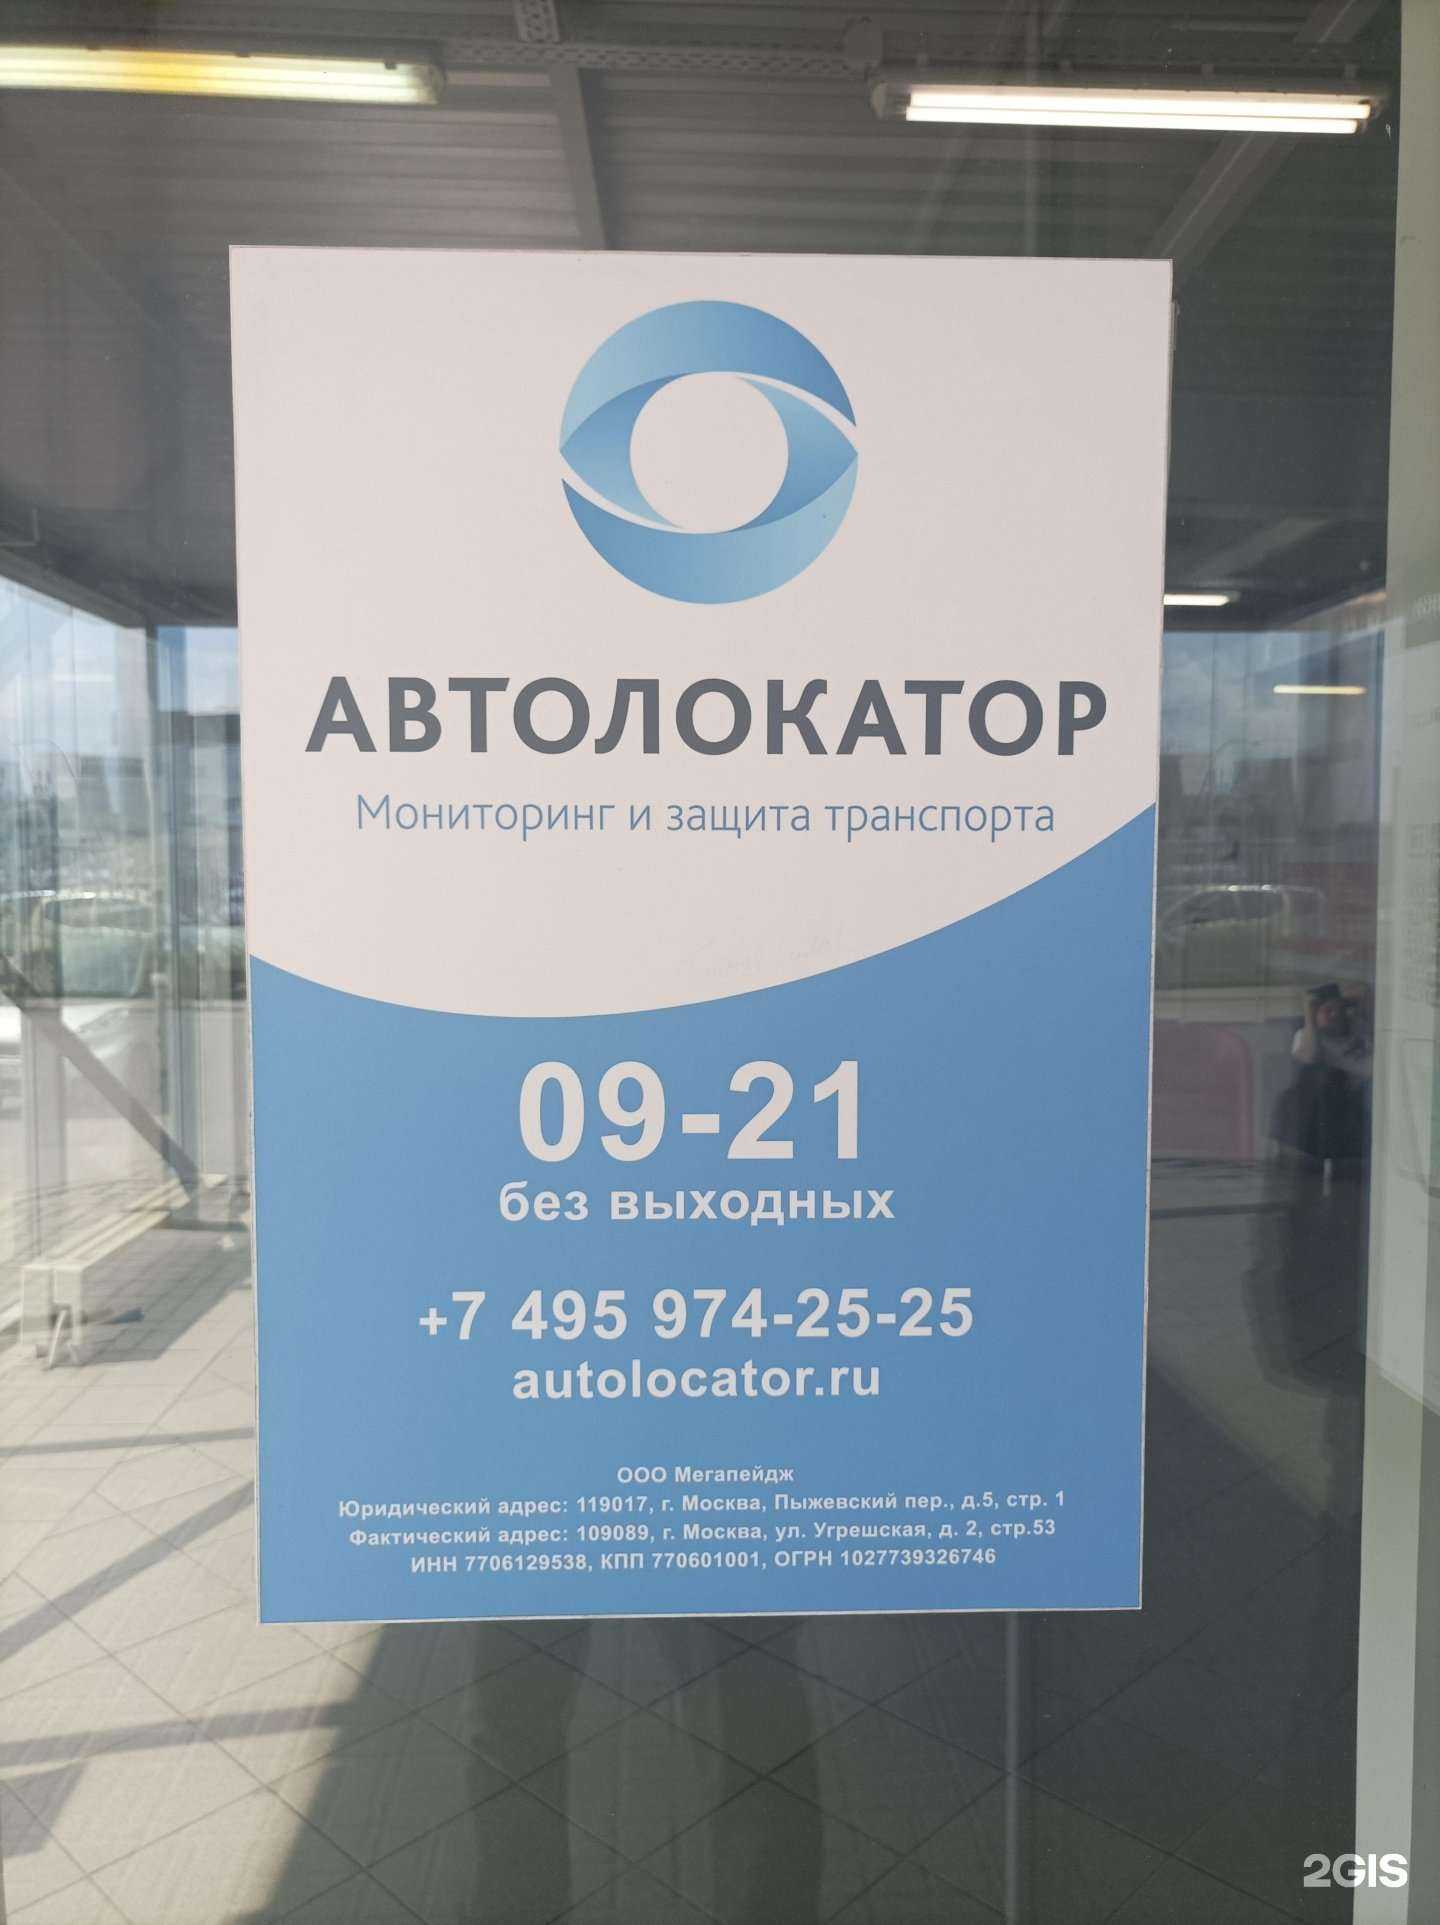 АВТОЛОКАТОР
Мониторинг и защита транспорта
09-21
без выходных
+7 495 974-25-25
autolocator.ru
ООО Мегапейдж
Юридический адрес: 119017, г. Москва, Пыжевский пер., д.5, стр. 1
Фактический адрес: 109089, г. Москва, ул. Угрешская, д. 2, стр.53
ИНН 7706129538, КПП 770601001, ОГРН 1027739326746
2GIS